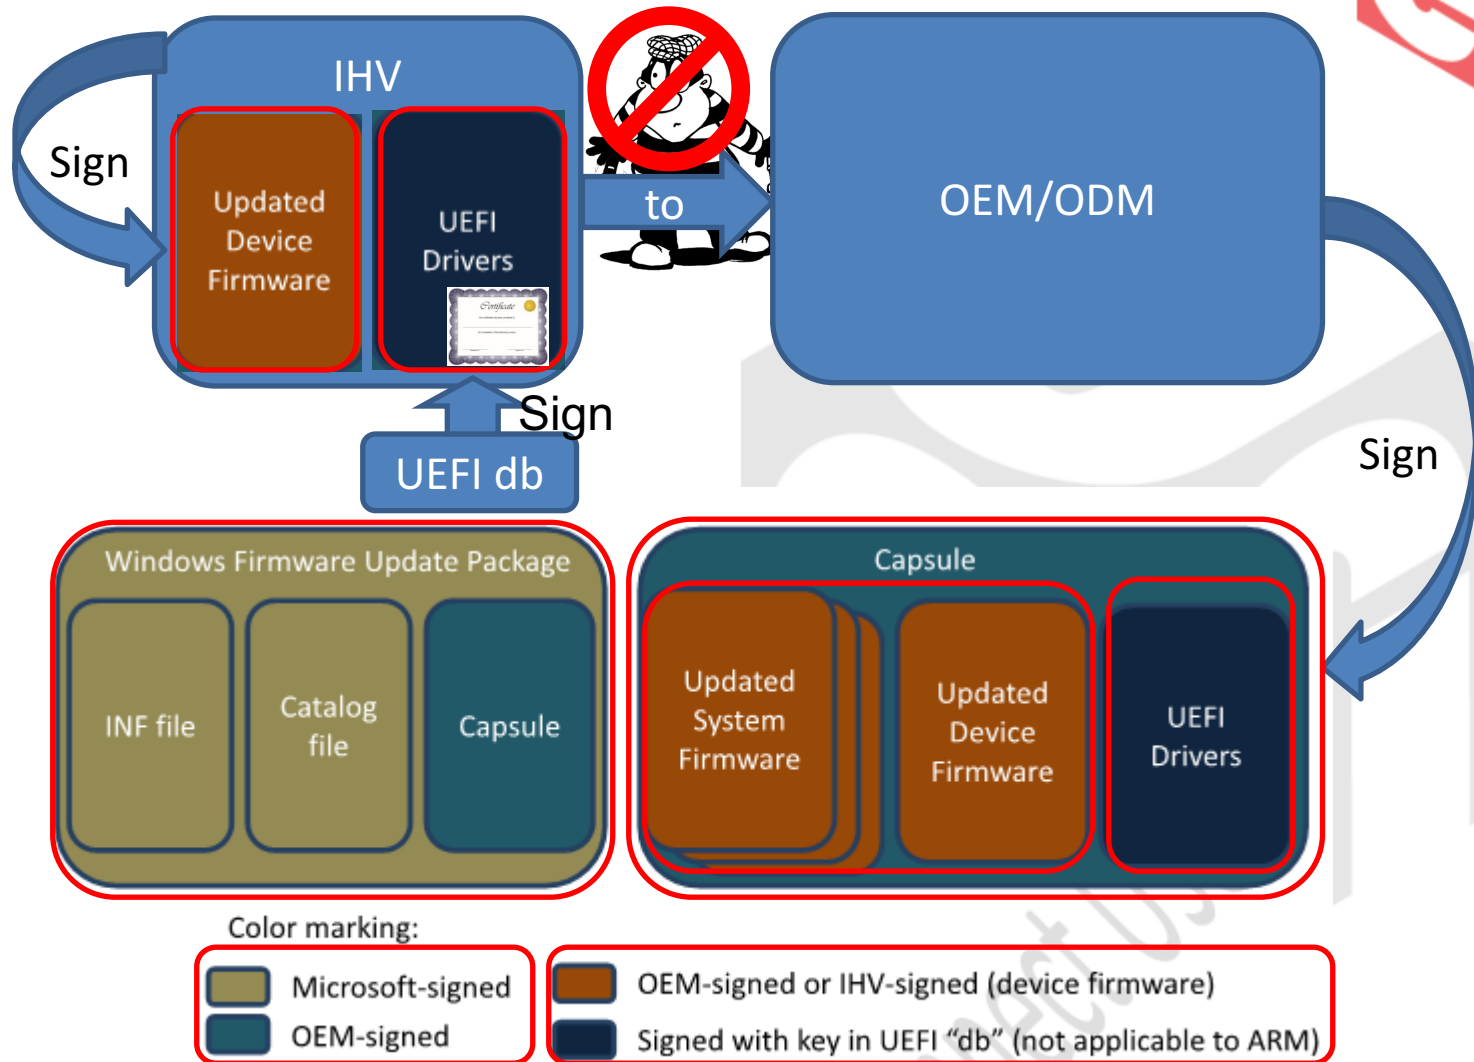 IHV
Sign
Updated
Device
Firmware
UEFI
Drivers
Certificate
to
OEM/ODM
Sign
UEFI db
Sign
Windows Firmware Update Package
INF file
Catalog
file
Capsule
Capsule
Updated
System
Firmware
Updated
Device
Firmware
UEFI
Drivers
Color marking:
Microsoft-signed
OEM-signed
OEM-signed or IHV-signed (device firmware)
Signed with key in UEFI “db” (not applicable to ARM)